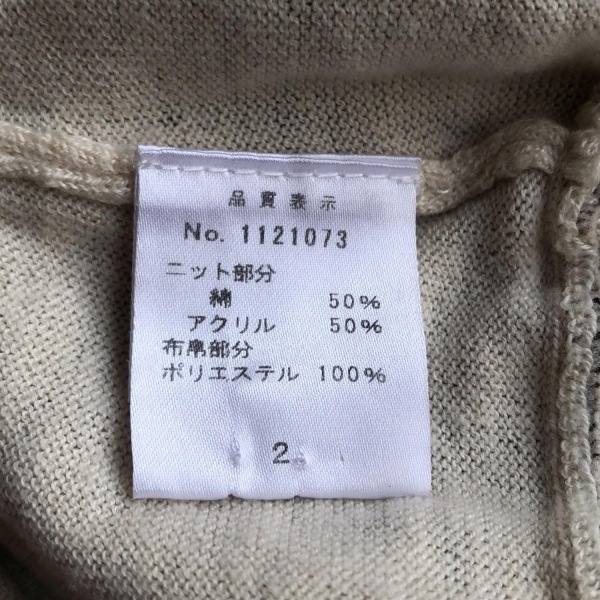 品質表示
No. 1121073
ニット部分
綿 50%
アクリル 50%
布帛部分
ポリエステル 100%
2